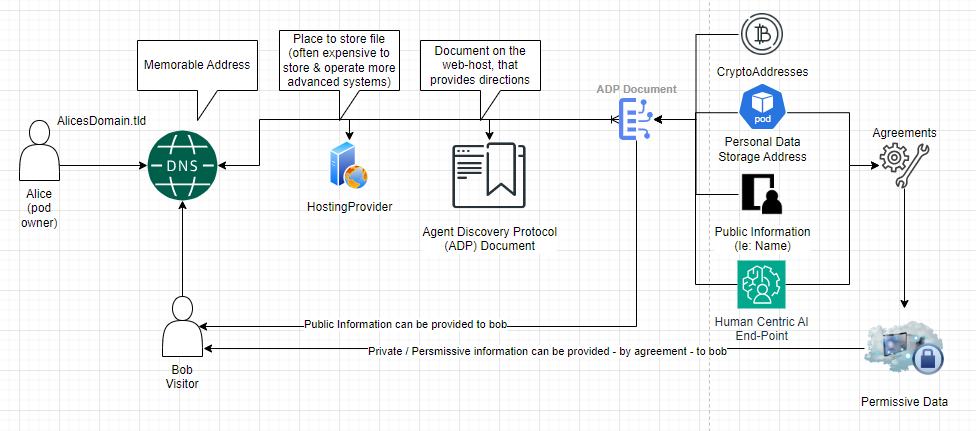 Memorable Address
Place to store file
(often expensive to
store & operate more
advanced systems)
Document on the
web-host, that
provides directions
ADP Document
CryptoAddresses
AlicesDomain.tld
DNS
Alice
(pod
owner)
HostingProvider
Agent Discovery Protocol
(ADP) Document
pod
Personal Data
Storage Address
Agreements
Public Information
(Ie: Name)
Human Centric AI
End-Point
Public Information can be provided to bob
Private / Persmissive information can be provided - by agreement - to bob
Bob
Visitor
Permissive Data